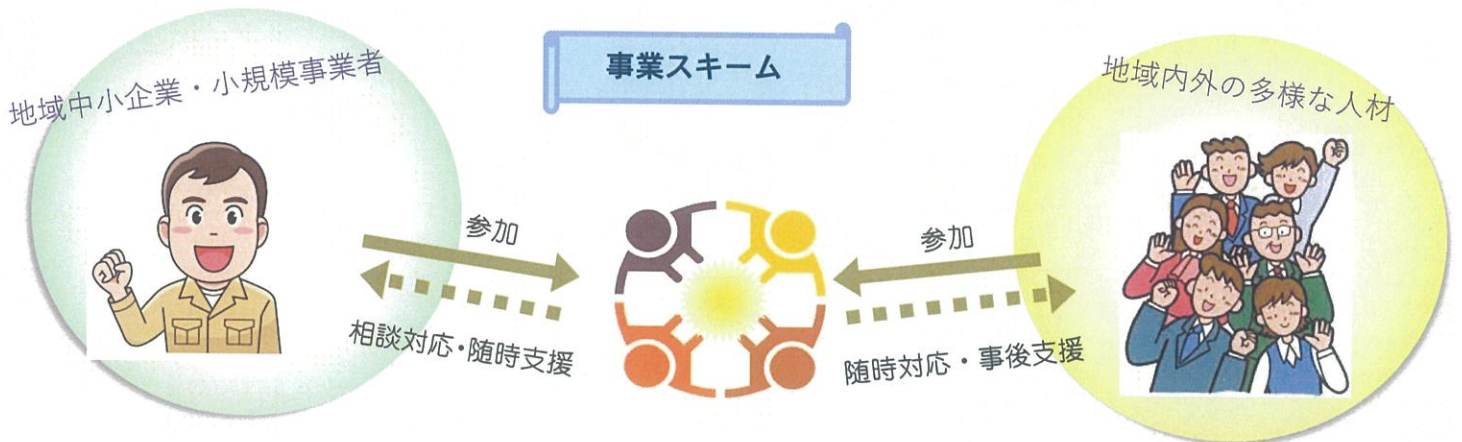 事業スキーム
地域中小企業・小規模事業者
地域内外の多様な人材
参加
参加
相談対応・随時支援
随時対応・事後支援